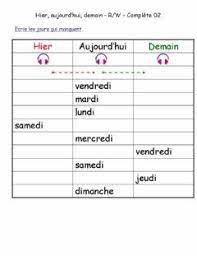 Hier, aujourd'hui, demain - R/W - Complète 02
Ecris les jours qui manquent.
Hier Aujourd'hui Demain
vendredi
mardi
lundi
samedi
mercredi
vendredi
samedi
jeudi
dimanche